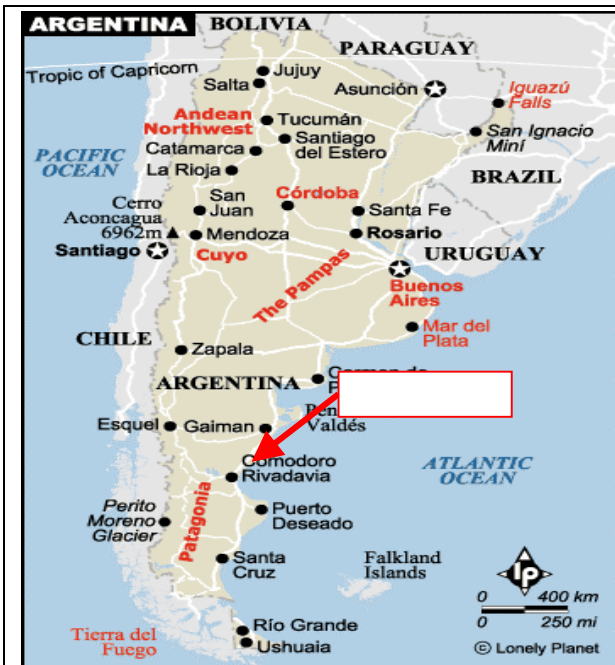 ARGENTINA
BOLIVIA
PARAGUAY
Tropic of Capricorn
Jujuy
Salta
Asunción
Iguazú
Falls
Andean
Northwest
Tucumán
Santiago
del Estero
San Ignacio
Miní
Catamarca
PACIFIC
OCEAN
La Rioja
BRAZIL
San
Juan
Córdoba
Santa Fe
Cerro
Aconcagua
6962m
Mendoza
Rosario
Santiago
Cuyo
URUGUAY
The Pampas
Buenos
Aires
Mar del
Plata
CHILE
Zapala
ARGENTINA
Esquel
Gaiman
Valdés
Comodoro
Rivadavia
ATLANTIC
OCEAN
Patagonia
Perito
Moreno
Glacier
Puerto
Deseado
Santa
Cruz
Falkland
Islands
lp
0 400 km
0 250 mi
Tierra del
Fuego
Río Grande
Ushuaia
© Lonely Planet